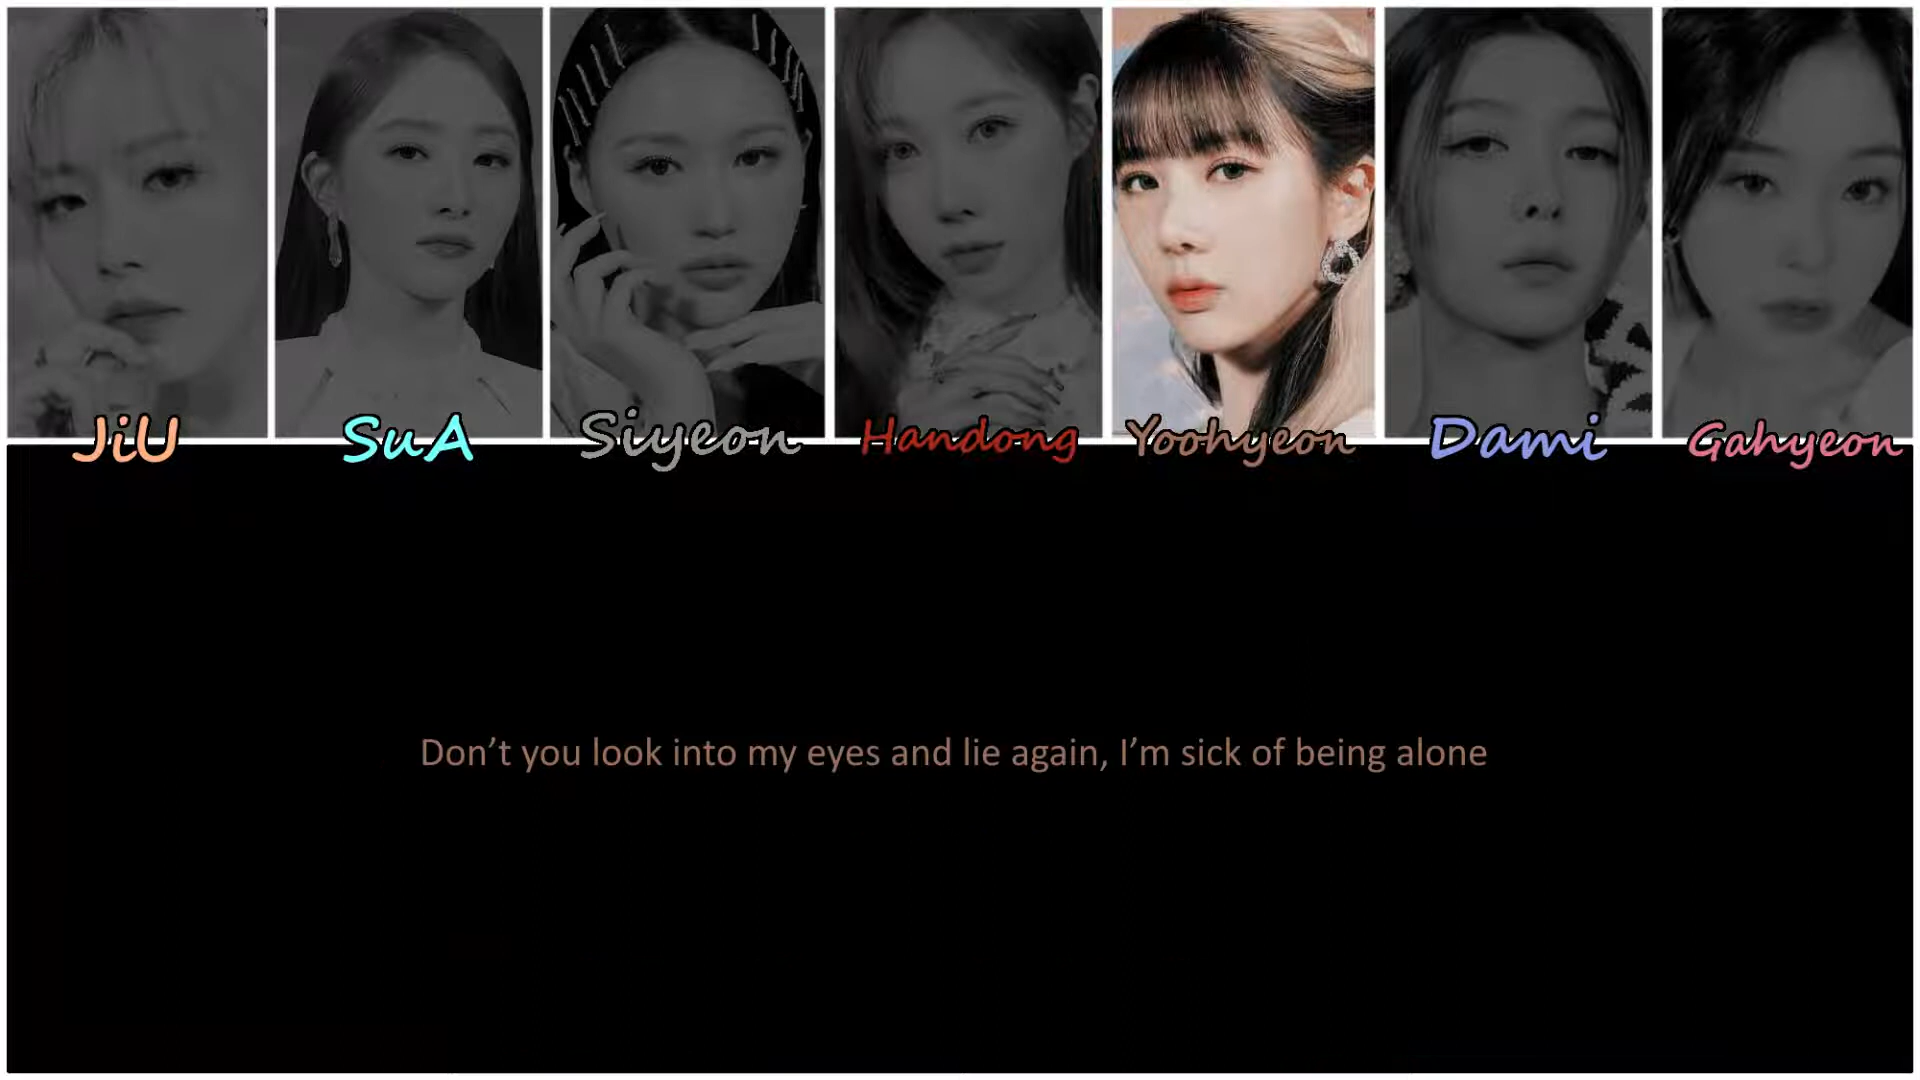 JiU
SuA
Siyeon
Handong
Yoohyeon
Dami
Gahyeon
Don’t you look into my eyes and lie again, I’m sick of being alone